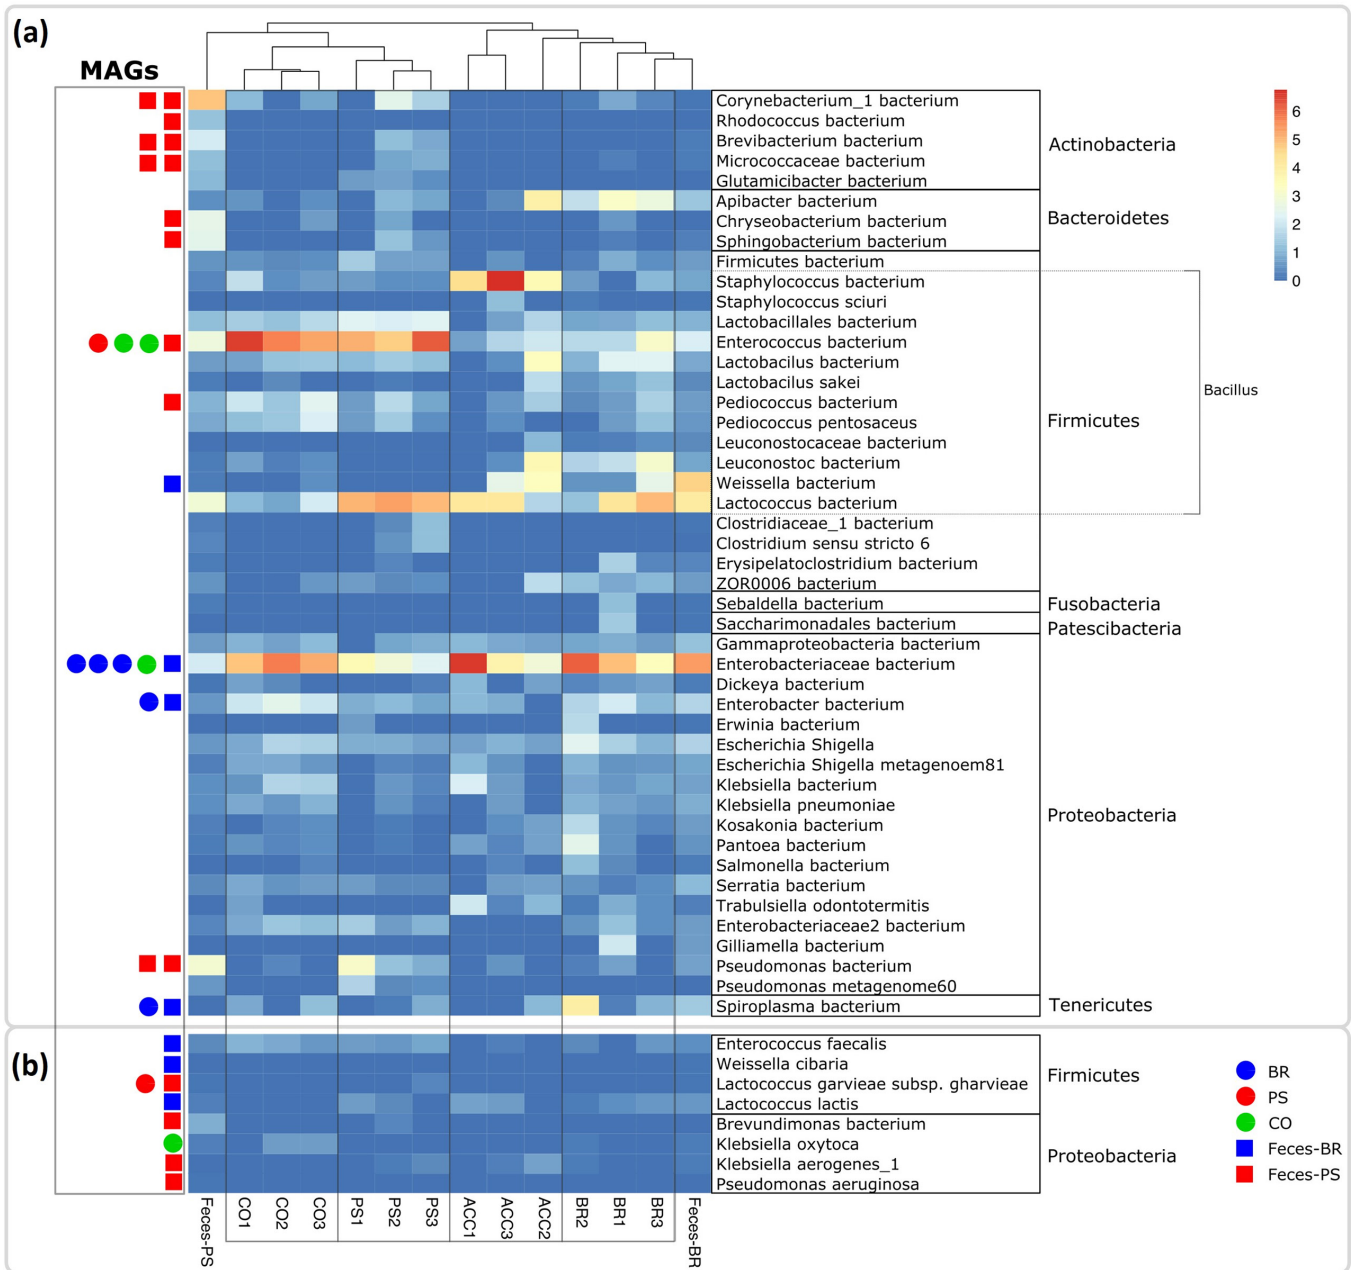 (a)
MAGs
Corynebacterium_1 bacterium
Rhodococcus bacterium
Brevibacterium bacterium
Micrococcaceae bacterium
Glutamicibacter bacterium
Actinobacteria
Apibacter bacterium
Chryseobacterium bacterium
Sphingobacterium bacterium
Bacteroidetes
Firmicutes bacterium
Staphylococcus bacterium
Staphylococcus sciuri
Lactobacillales bacterium
Enterococcus bacterium
Lactobacilus bacterium
Lactobacilus sakei
Pediococcus bacterium
Pediococcus pentosaceus
Leuconostocaceae bacterium
Leuconostoc bacterium
Weissella bacterium
Lactococcus bacterium
Clostridiaceae_1 bacterium
Clostridium sensu stricto 6
Erysipelatoclostridium bacterium
ZOR0006 bacterium
Firmicutes
Bacillus
Sebaldella bacterium
Fusobacteria
Saccharimonadales bacterium
Patescibacteria
Gammaproteobacteria bacterium
Enterobacteriaceae bacterium
Dickeya bacterium
Enterobacter bacterium
Erwinia bacterium
Escherichia Shigella
Escherichia Shigella metagenoem81
Klebsiella bacterium
Klebsiella pneumoniae
Kosakonia bacterium
Pantoea bacterium
Salmonella bacterium
Serratia bacterium
Trabulsiella odontotermitis
Enterobacteriaceae2 bacterium
Gilliamella bacterium
Pseudomonas bacterium
Pseudomonas metagenome60
Proteobacteria
Spiroplasma bacterium
Tenericutes
6
5
4
3
2
1
0
(b)
Enterococcus faecalis
Weissella cibaria
Lactococcus garvieae subsp. gharvieae
Lactococcus lactis
Firmicutes
Brevundimonas bacterium
Klebsiella oxytoca
Klebsiella aerogenes_1
Pseudomonas aeruginosa
Proteobacteria
BR
PS
CO
Feces-BR
Feces-PS
Feces-PS
CO1
CO2
CO3
PS1
PS2
PS3
ACC1
ACC3
ACC2
BR2
BR1
BR3
Feces-BR